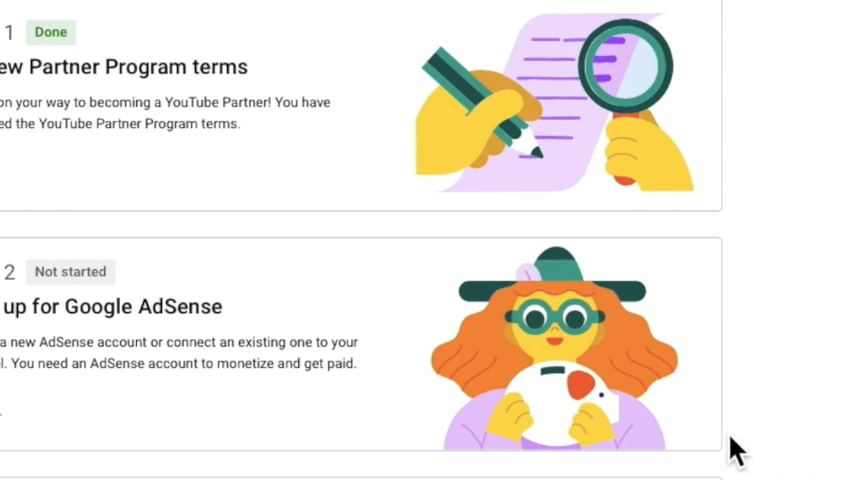 1 Done
ew Partner Program terms
on your way to becoming a YouTube Partner! You have
ed the YouTube Partner Program terms.
2 Not started
up for Google AdSense
a new AdSense account or connect an existing one to your
l. You need an AdSense account to monetize and get paid.